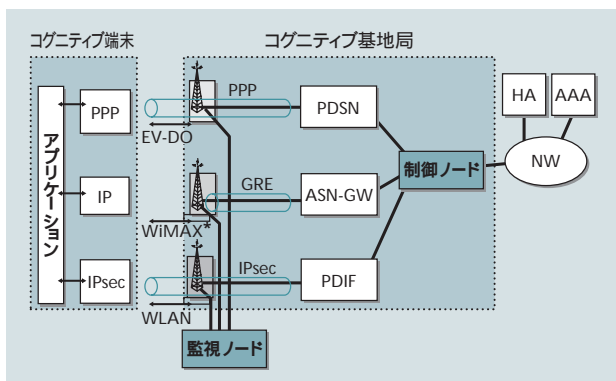 コグニティブ端末
コグニティブ基地局
アプリケーション
PPP
IP
IPsec
EV-DO
WiMAX*
WLAN
PPP
GRE
IPsec
PDSN
ASN-GW
PDIF
制御ノード
HA
AAA
NW
監視ノード